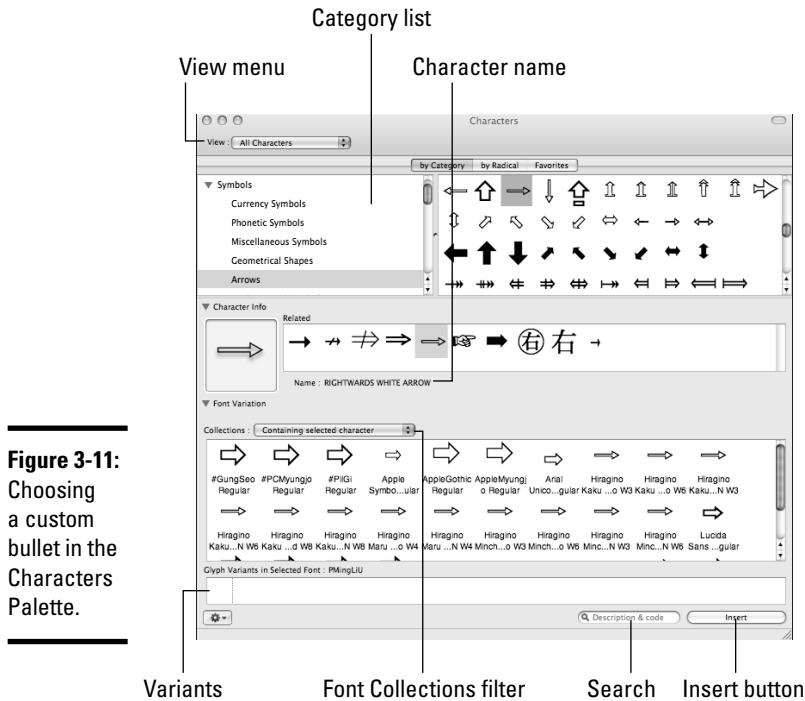 Category list
View menu
Character name
Characters
View : All Characters
by Category by Radical Favorites
Symbols
Currency Symbols
Phonetic Symbols
Miscellaneous Symbols
Geometrical Shapes
Arrows
Character Info
Related
㊨ 右
Name : RIGHTWARDS WHITE ARROW
Font Variation
Collections : Containing selected character
#GungSeo #PCMyungjo #PilGi Apple AppleGothic AppleMyungj Arial Hiragino Hiragino Hiragino
Regular Regular Regular Symbo...ular Regular o Regular Unico...gular Kaku ...o W3 Kaku ...o W6 Kaku...N W3
Hiragino Hiragino Hiragino Hiragino Hiragino Hiragino Hiragino Hiragino Hiragino Lucida
Kaku...N W6 Kaku ...d W8 Kaku...N W8 Maru ...o W4 Maru ...N W4 Minch...o W3 Minch...o W6 Minc...N W3 Minc...N W6 Sans ...gular
Glyph Variants in Selected Font : PMingLiU
Description & code Insert
Figure 3-11:
Choosing
a custom
bullet in the
Characters
Palette.
Variants
Font Collections filter
Search
Insert button